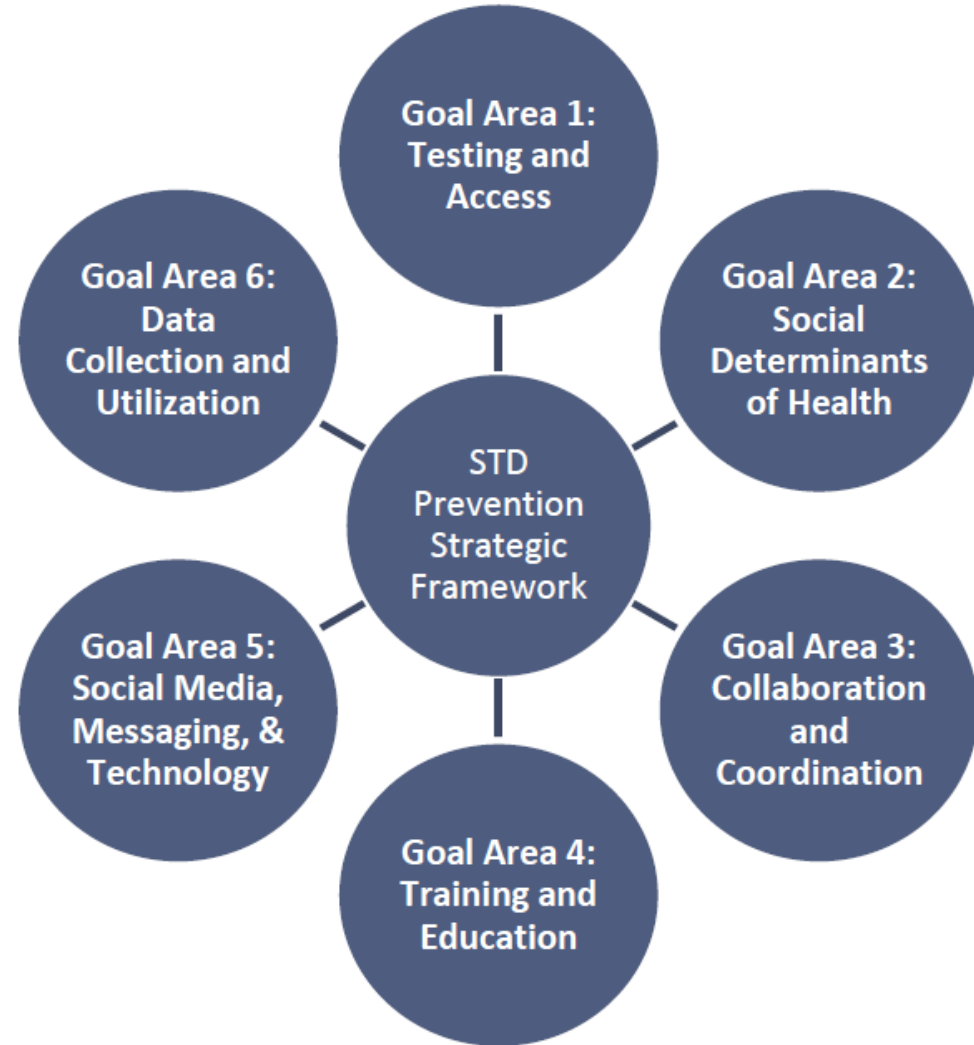 Goal Area 1:
Testing and
Access
Goal Area 2:
Social
Determinants
of Health
Goal Area 3:
Collaboration
and
Coordination
Goal Area 4:
Training and
Education
Goal Area 5:
Social Media,
Messaging, &
Technology
Goal Area 6:
Data
Collection and
Utilization
STD
Prevention
Strategic
Framework